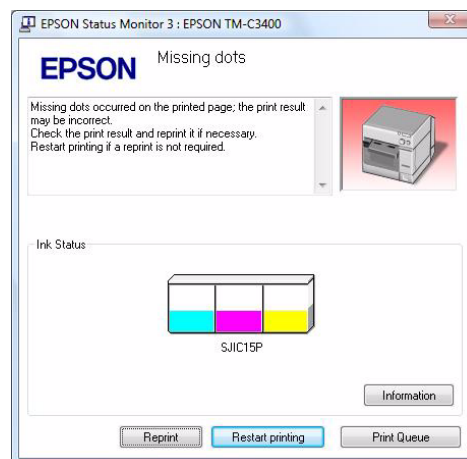 EPSON Status Monitor 3 : EPSON TM-C3400
EPSON
Missing dots
Missing dots occurred on the printed page; the print result
may be incorrect.
Check the print result and reprint it if necessary.
Restart printing if a reprint is not required.
Ink Status
SJIC15P
Information
Reprint
Restart printing
Print Queue